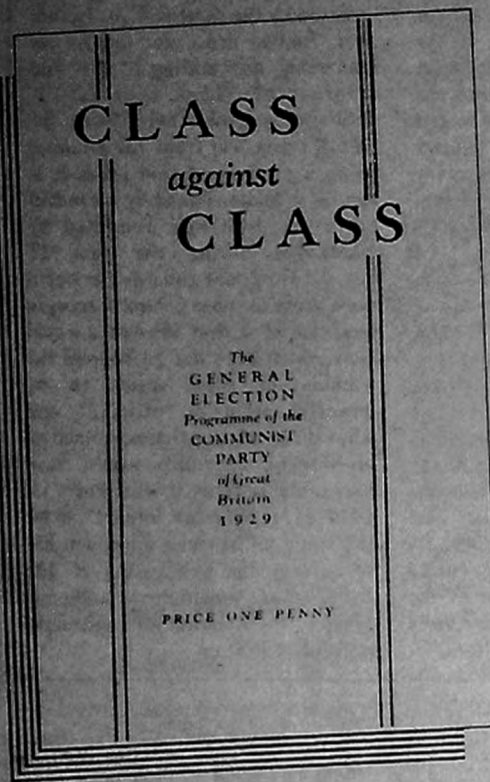 CLASS
against
CLASS
The
GENERAL
ELECTION
Programme of the
COMMUNIST
PARTY
of Great
Britain
1929
PRICE ONE PENNY